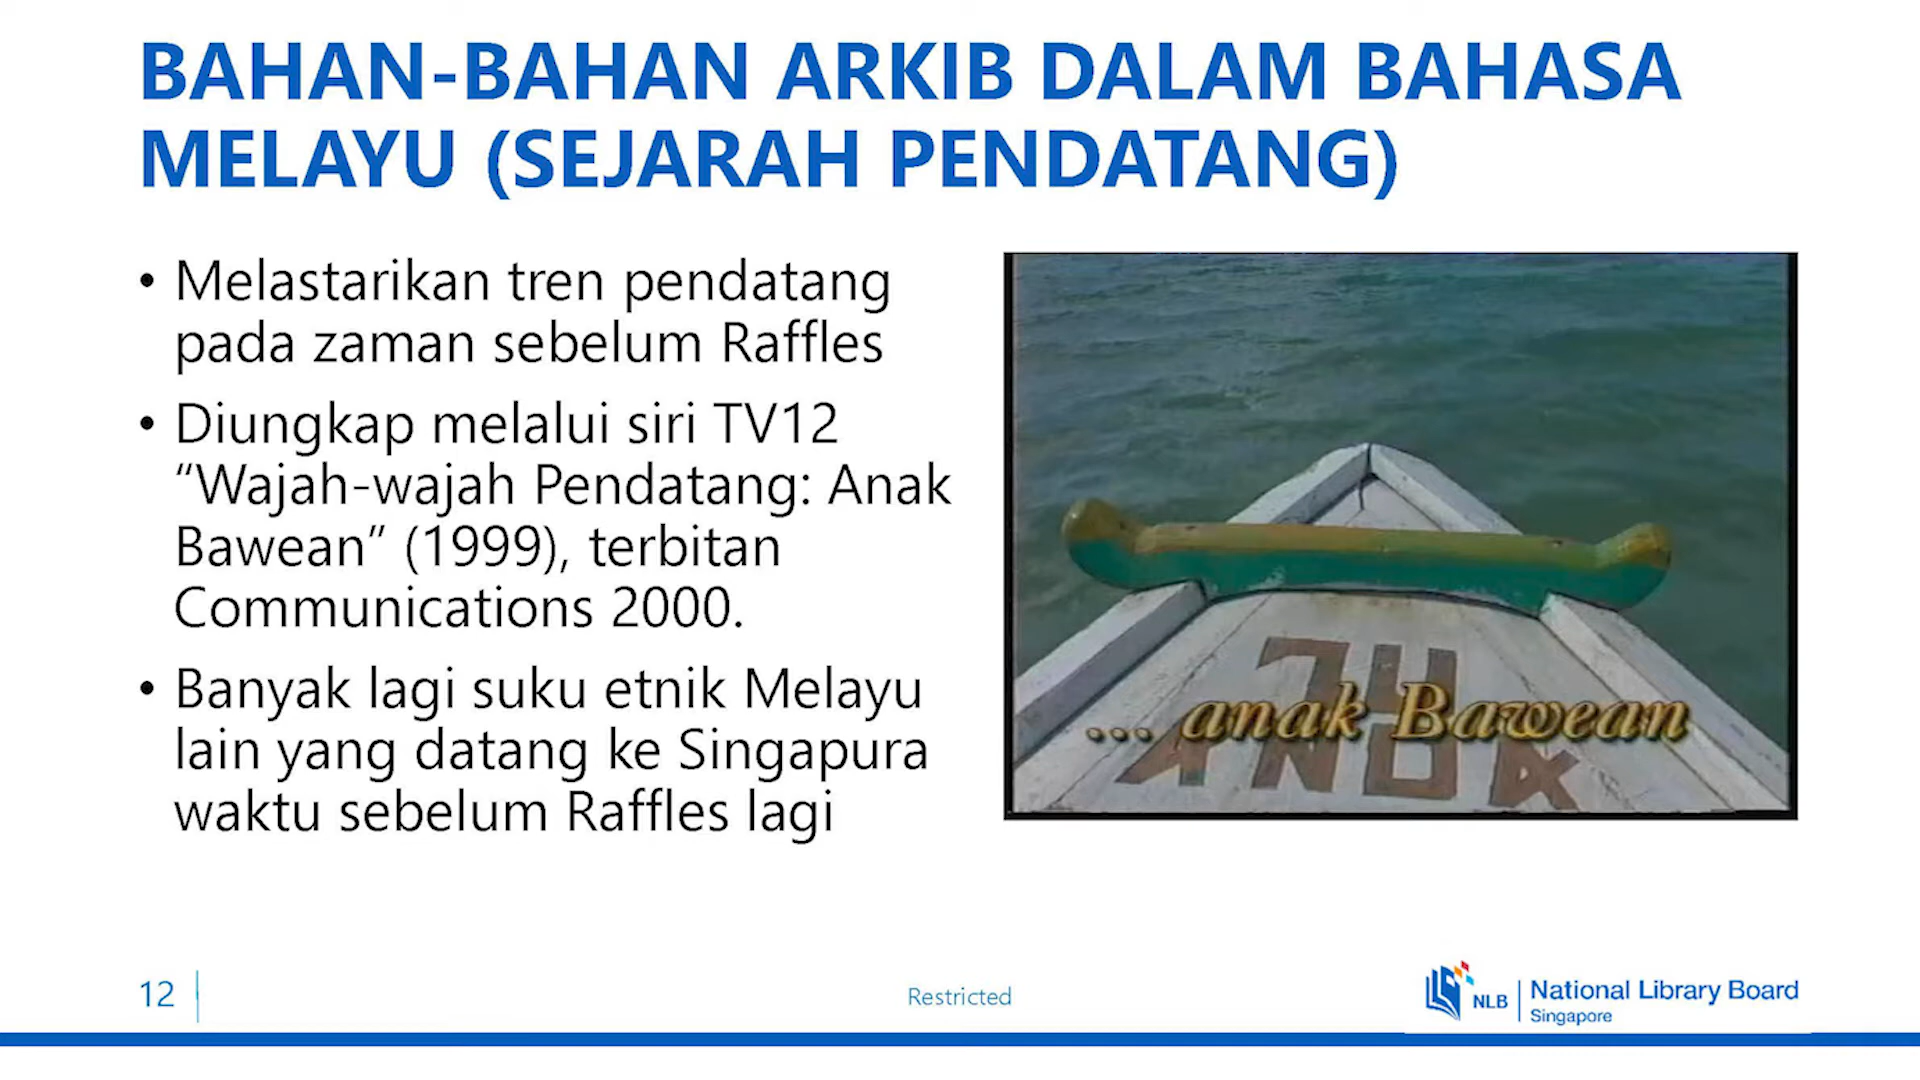 BAHAN-BAHAN ARKIB DALAM BAHASA
MELAYU (SEJARAH PENDATANG)
• Melastarikan tren pendatang
pada zaman sebelum Raffles
• Diungkap melalui siri TV12
“Wajah-wajah Pendatang: Anak
Bawean” (1999), terbitan
Communications 2000.
• Banyak lagi suku etnik Melayu
lain yang datang ke Singapura
waktu sebelum Raffles lagi
... anak Bawean
12
Restricted
NLB
National Library Board
Singapore